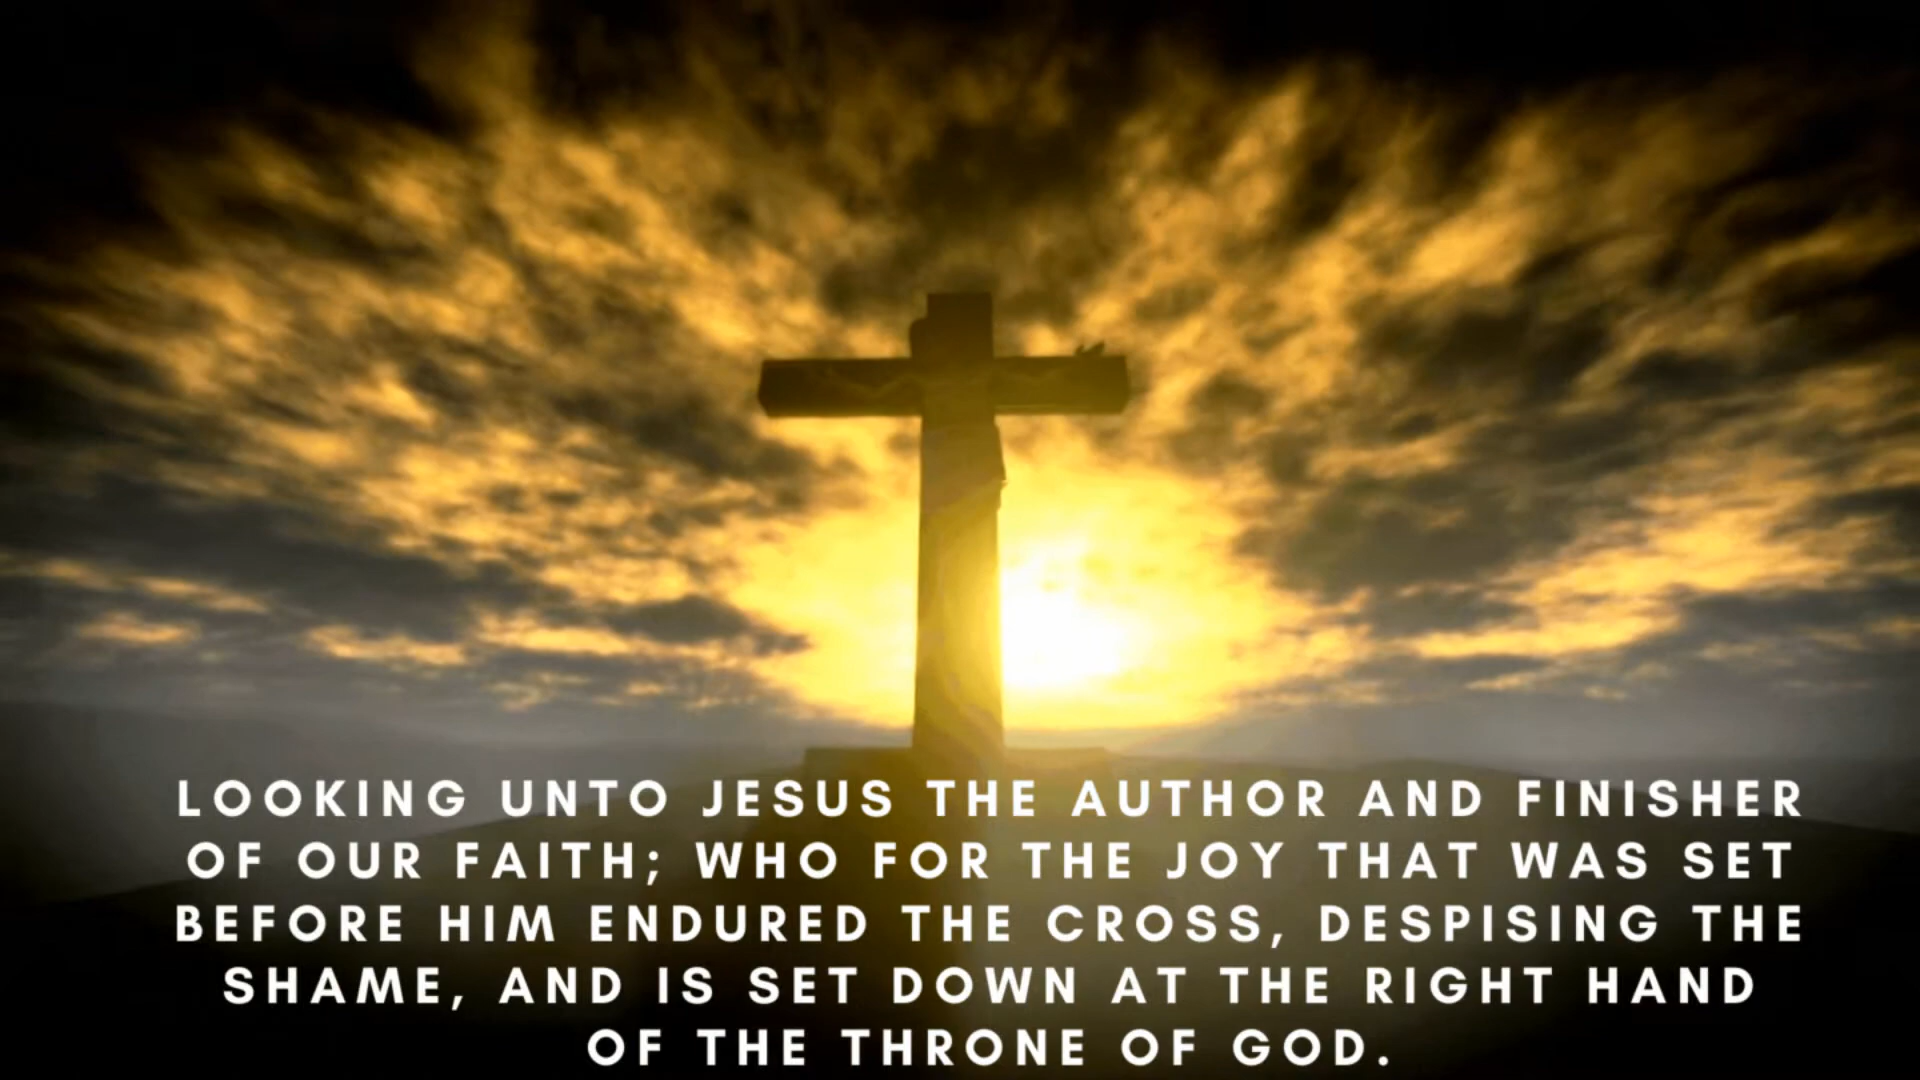 LOOKING UNTO JESUS THE AUTHOR AND FINISHER
OF OUR FAITH; WHO FOR THE JOY THAT WAS SET
BEFORE HIM ENDURED THE CROSS, DESPISING THE
SHAME, AND IS SET DOWN AT THE RIGHT HAND
OF THE THRONE OF GOD.